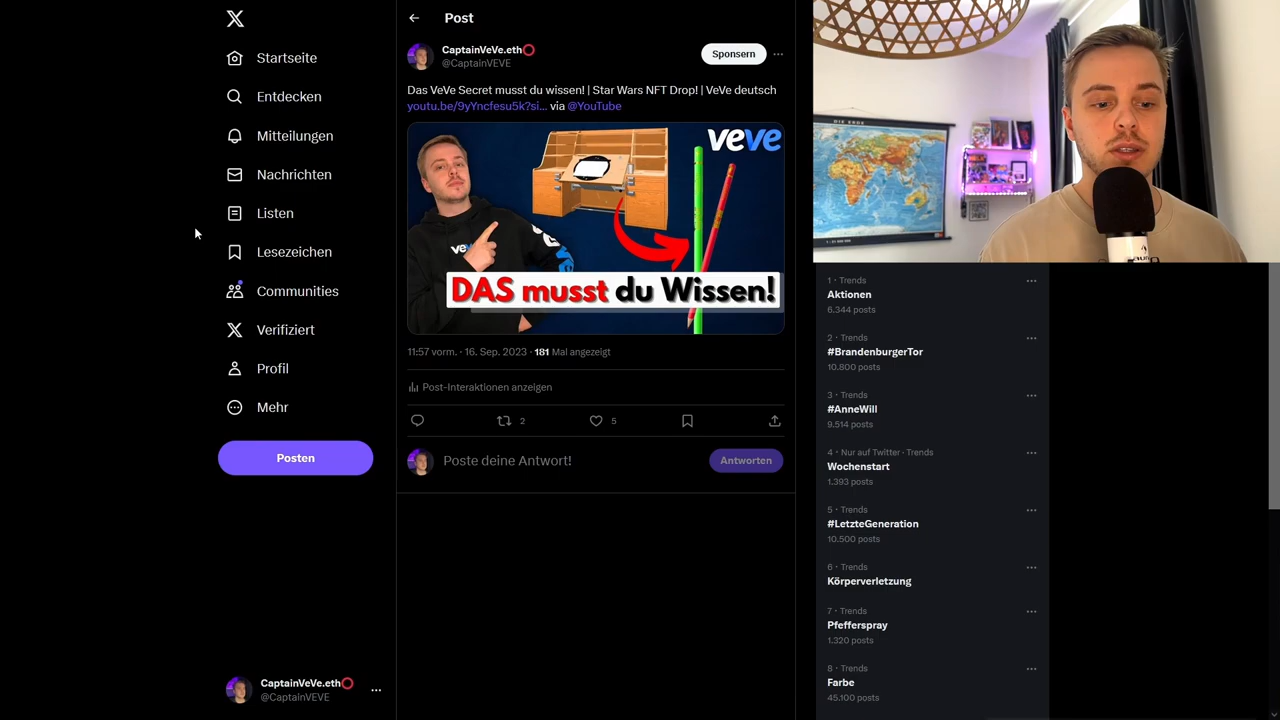 Startseite
Entdecken
Mitteilungen
Nachrichten
Listen
Lesezeichen
Communities
Verifiziert
Profil
Mehr
Posten
CaptainVeVe.eth
@CaptainVEVE
Post
CaptainVeVe.eth
@CaptainVEVE
Sponsern
Das VeVe Secret musst du wissen! | Star Wars NFT Drop! | VeVe deutsch
youtu.be/9yYncfesu5k?si... via @YouTube
veve
DAS musst du Wissen!
11:57 vorm. · 16. Sep. 2023 · 181 Mal angezeigt
Post-Interaktionen anzeigen
2
5
Poste deine Antwort!
Antworten
1 · Trends
Aktionen
6.344 posts
2 · Trends
#BrandenburgerTor
10.800 posts
3 · Trends
#AnneWill
9.514 posts
4 · Nur auf Twitter · Trends
Wochenstart
1.393 posts
5 · Trends
#LetzteGeneration
10.500 posts
6 · Trends
Körperverletzung
7 · Trends
Pfefferspray
1.320 posts
8 · Trends
Farbe
45.100 posts